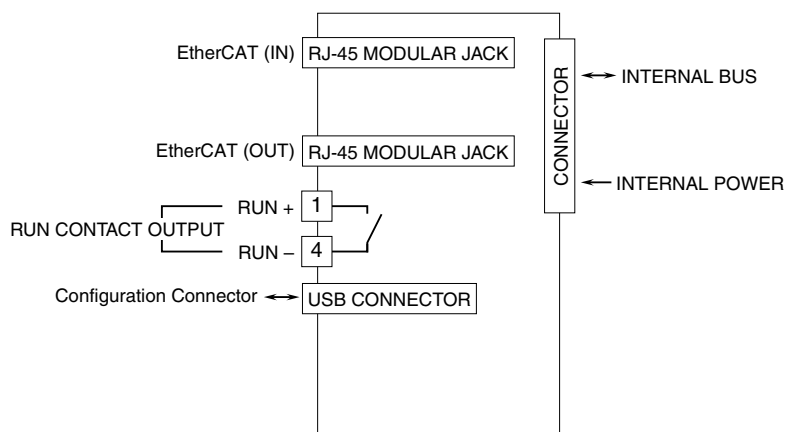 EtherCAT (IN)
RJ-45 MODULAR JACK
CONNECTOR
INTERNAL BUS
EtherCAT (OUT)
RJ-45 MODULAR JACK
INTERNAL POWER
RUN +
1
RUN CONTACT OUTPUT
RUN –
4
Configuration Connector
USB CONNECTOR